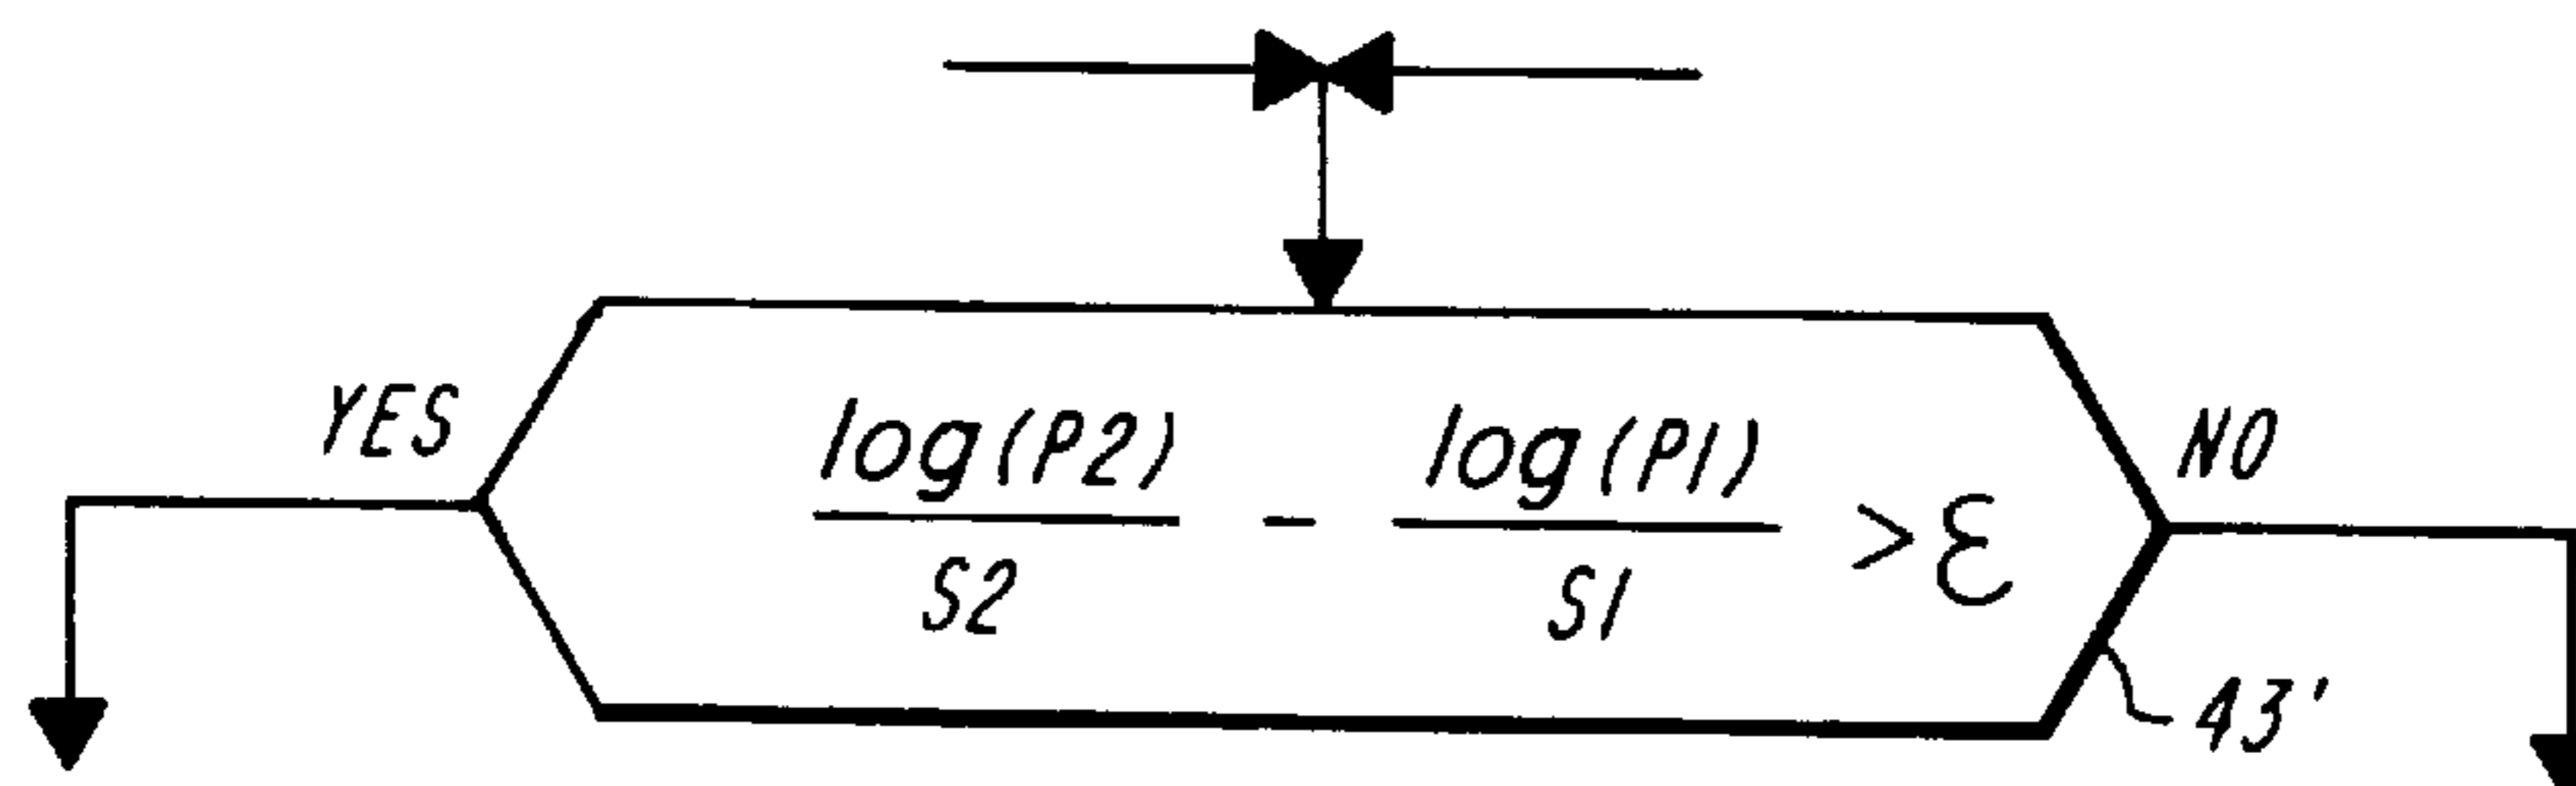 YES
log(P2) / S2 - log(P1) / S1 > ε
NO
43'